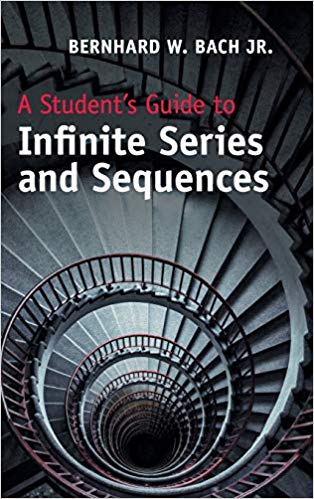 BERNHARD W. BACH JR.
A Student's Guide to
Infinite Series
and Sequences